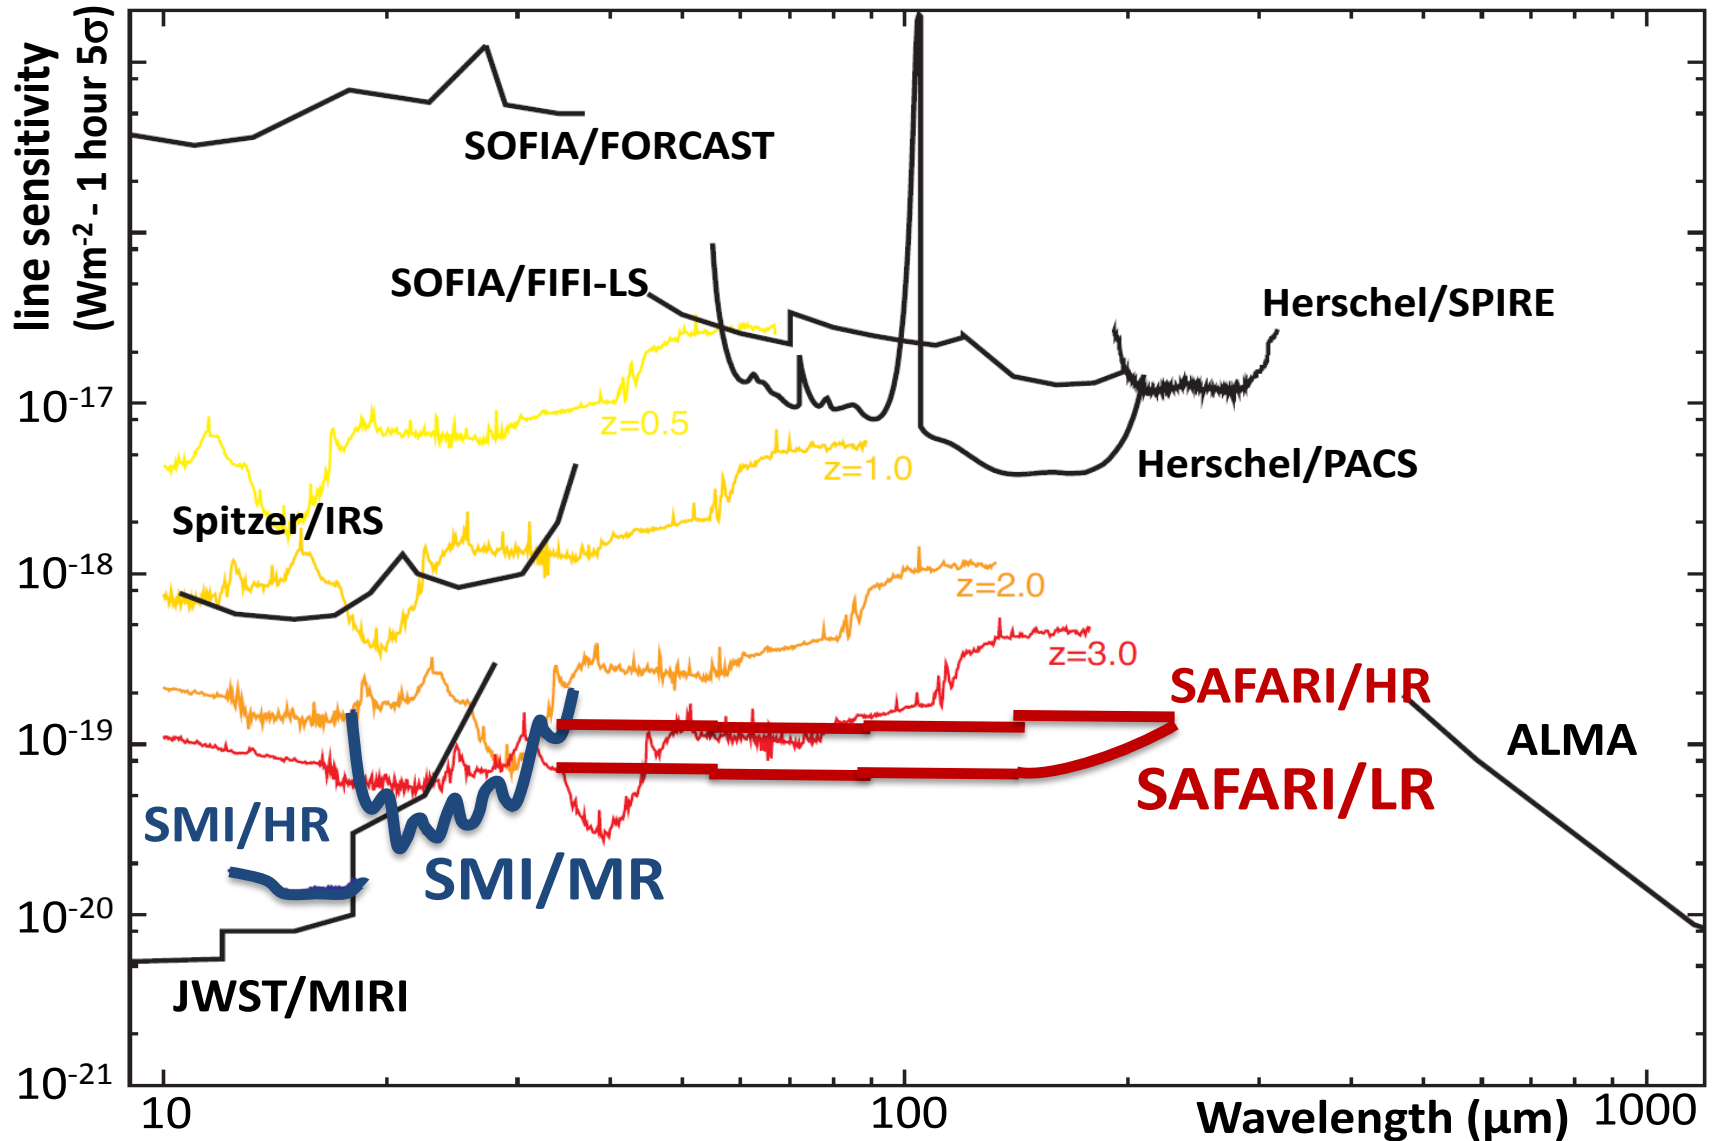 line sensitivity
(Wm-2 - 1 hour 5σ)
SOFIA/FORCAST
SOFIA/FIFI-LS
Herschel/SPIRE
10-17
z=0.5
z=1.0
Herschel/PACS
Spitzer/IRS
10-18
z=2.0
z=3.0
SAFARI/HR
10-19
ALMA
SAFARI/LR
SMI/HR
SMI/MR
10-20
JWST/MIRI
10-21
10
100
Wavelength (μm)
1000